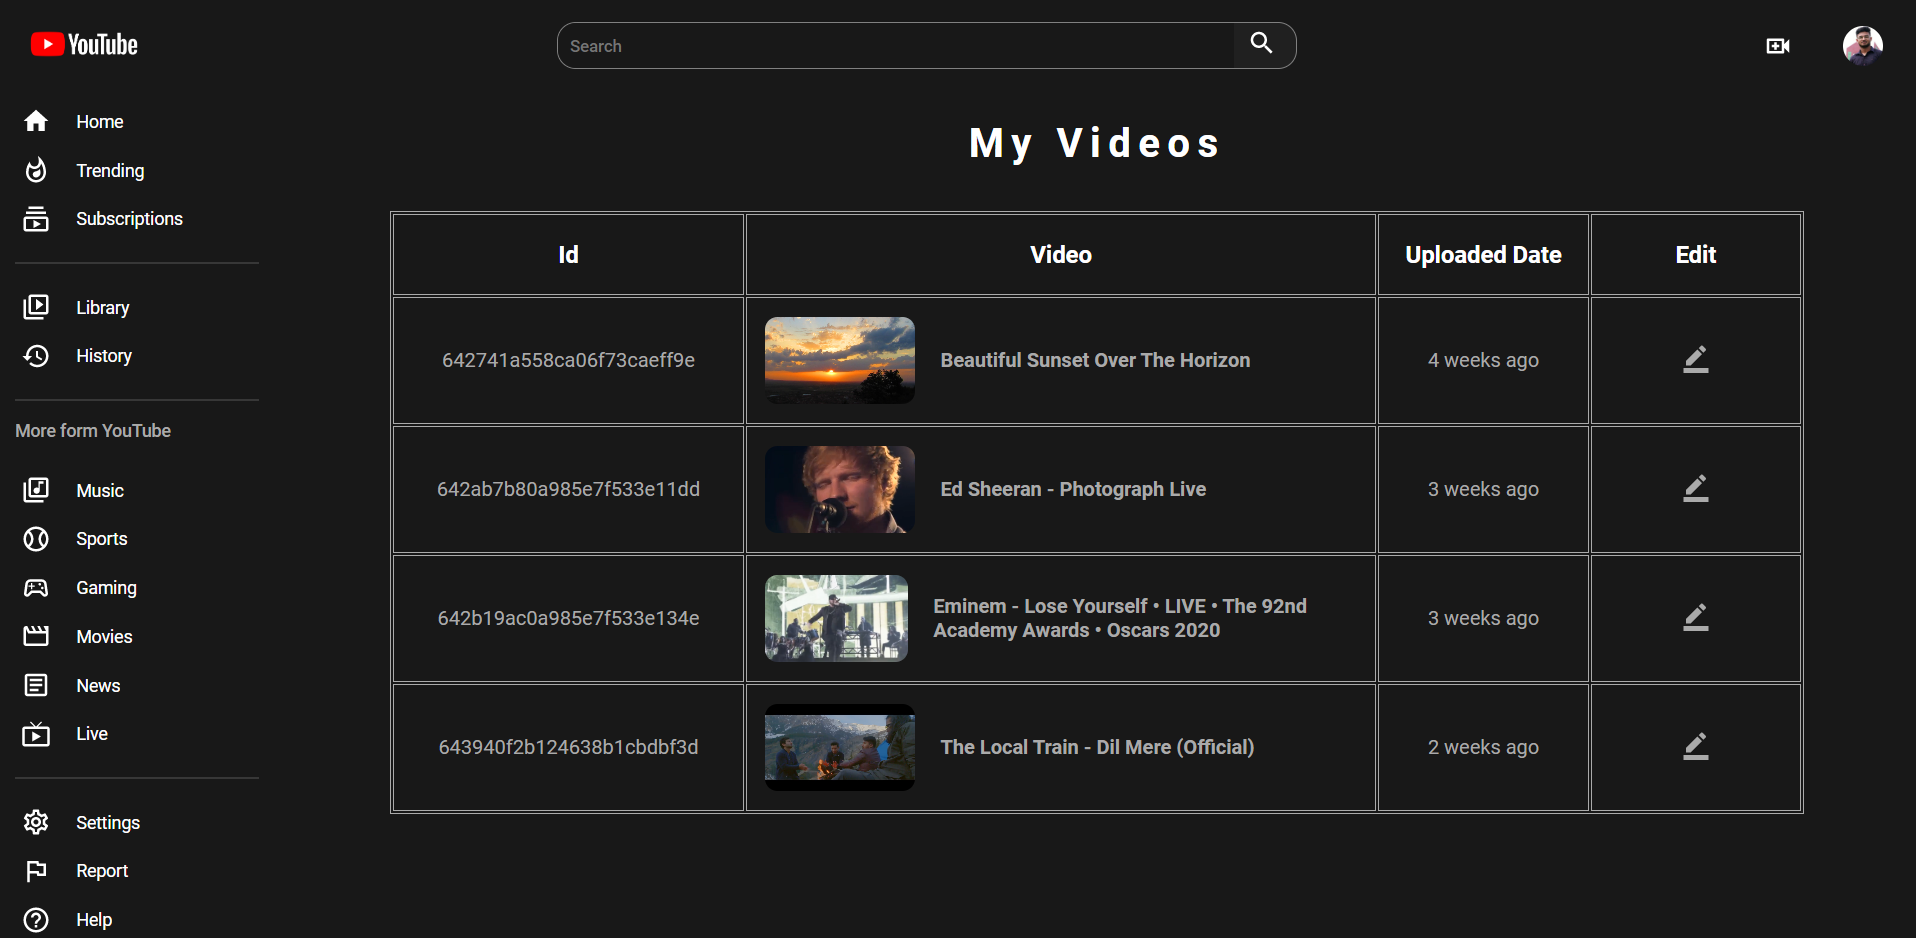 YouTube
Search
Home
Trending
Subscriptions
Library
History
More form YouTube
Music
Sports
Gaming
Movies
News
Live
Settings
Report
Help
My Videos
Id Video Uploaded Date Edit
642741a558ca06f73caeff9e Beautiful Sunset Over The Horizon 4 weeks ago
642ab7b80a985e7f533e11dd Ed Sheeran - Photograph Live 3 weeks ago
642b19ac0a985e7f533e134e Eminem - Lose Yourself • LIVE • The 92nd
Academy Awards • Oscars 2020 3 weeks ago
643940f2b124638b1cbdbf3d The Local Train - Dil Mere (Official) 2 weeks ago